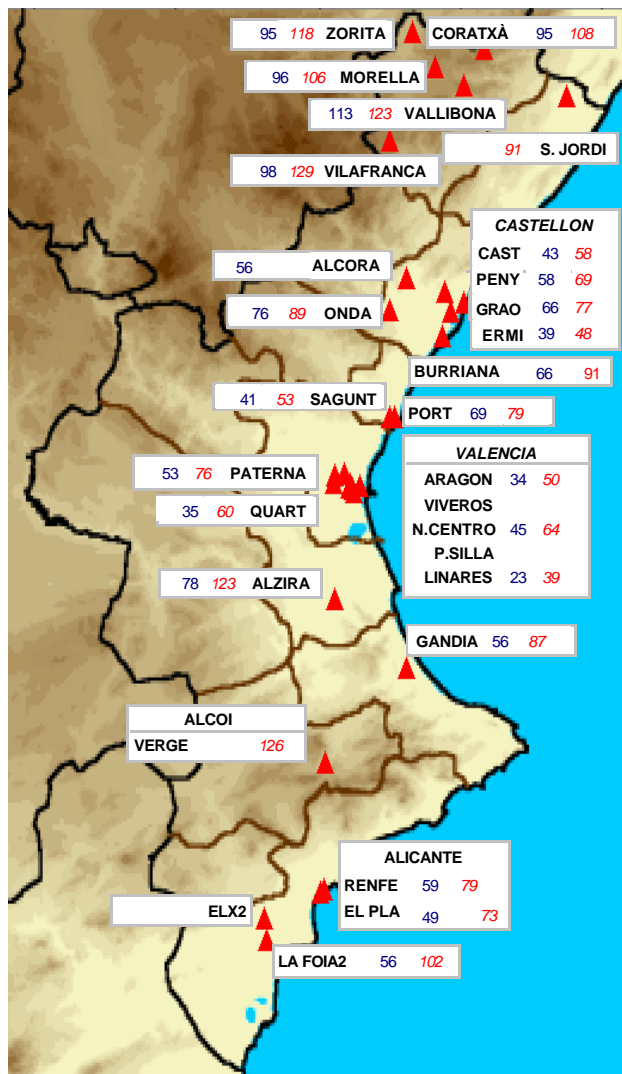 95 118 ZORITA
CORATXÀ 95 108
96 106 MORELLA
113 123 VALLIBONA
91 S. JORDI
98 129 VILAFRANCA
CASTELLON
CAST 43 58
PENY 58 69
GRAO 66 77
ERMI 39 48
56 ALCORA
76 89 ONDA
BURRIANA 66 91
41 53 SAGUNT
PORT 69 79
VALENCIA
ARAGON 34 50
VIVEROS
N.CENTRO 45 64
P.SILLA
LINARES 23 39
53 76 PATERNA
35 60 QUART
78 123 ALZIRA
GANDIA 56 87
ALCOI
VERGE 126
ALICANTE
RENFE 59 79
EL PLA 49 73
ELX2
LA FOIA2 56 102